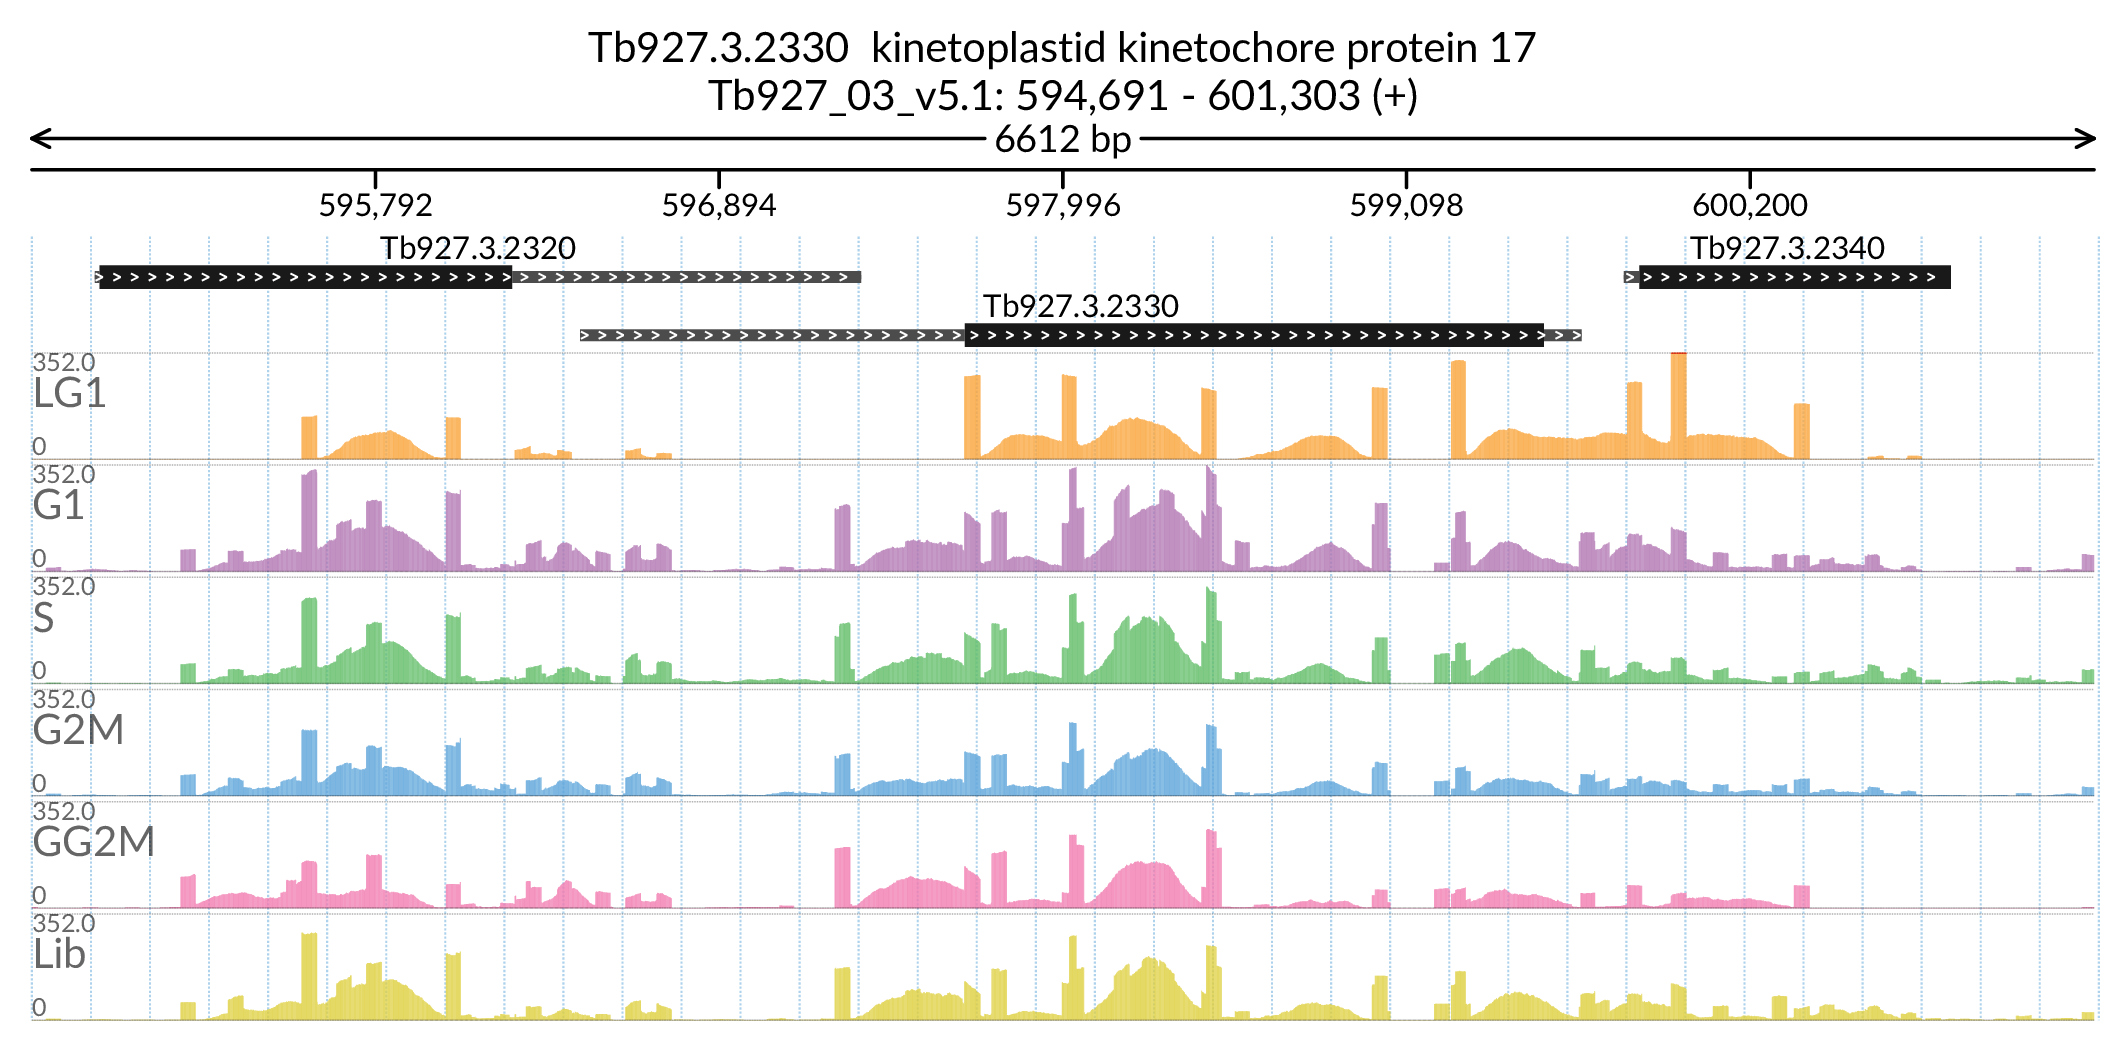 Tb927.3.2330  kinetoplastid kinetochore protein 17
Tb927_03_v5.1: 594,691 - 601,303 (+)
6612 bp
595,792 596,894 597,996 599,098 600,200
Tb927.3.2320 Tb927.3.2340
Tb927.3.2330
352.0
LG1
0
352.0
G1
0
352.0
S
0
352.0
G2M
0
352.0
GG2M
0
352.0
Lib
0